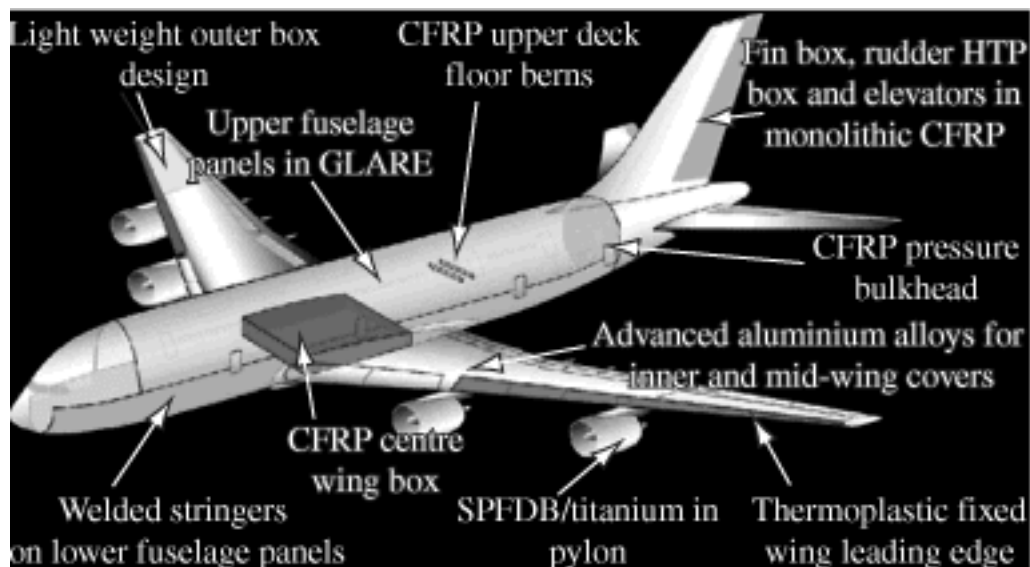 Light weight outer box
design
CFRP upper deck
floor berns
Fin box, rudder HTP
box and elevators in
monolithic CFRP
Upper fuselage
panels in GLARE
CFRP pressure
bulkhead
Advanced aluminium alloys for
inner and mid-wing covers
CFRP centre
wing box
Welded stringers
on lower fuselage panels
SPFDB/titanium in
pylon
Thermoplastic fixed
wing leading edge